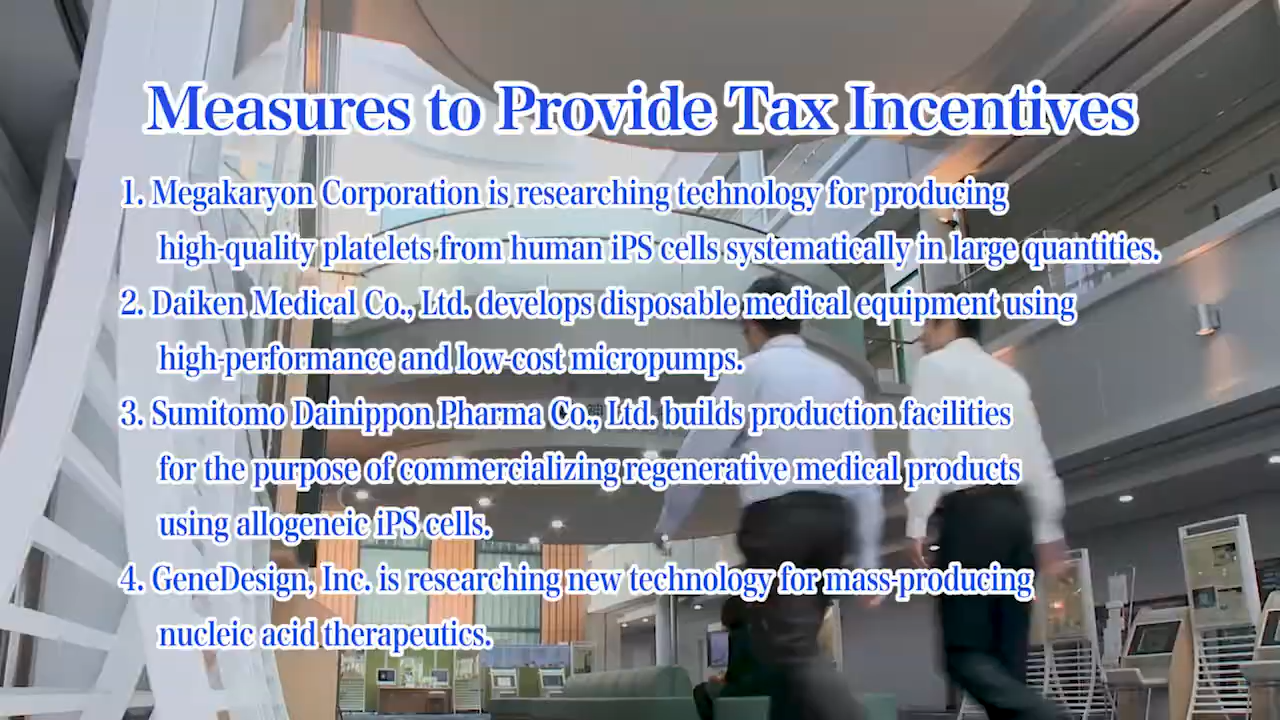 Measures to Provide Tax Incentives
1. Megakaryon Corporation is researching technology for producing
high-quality platelets from human iPS cells systematically in large quantities.
2. Daiken Medical Co., Ltd. develops disposable medical equipment using
high-performance and low-cost micropumps.
3. Sumitomo Dainippon Pharma Co., Ltd. builds production facilities
for the purpose of commercializing regenerative medical products
using allogeneic iPS cells.
4. GeneDesign, Inc. is researching new technology for mass-producing
nucleic acid therapeutics.